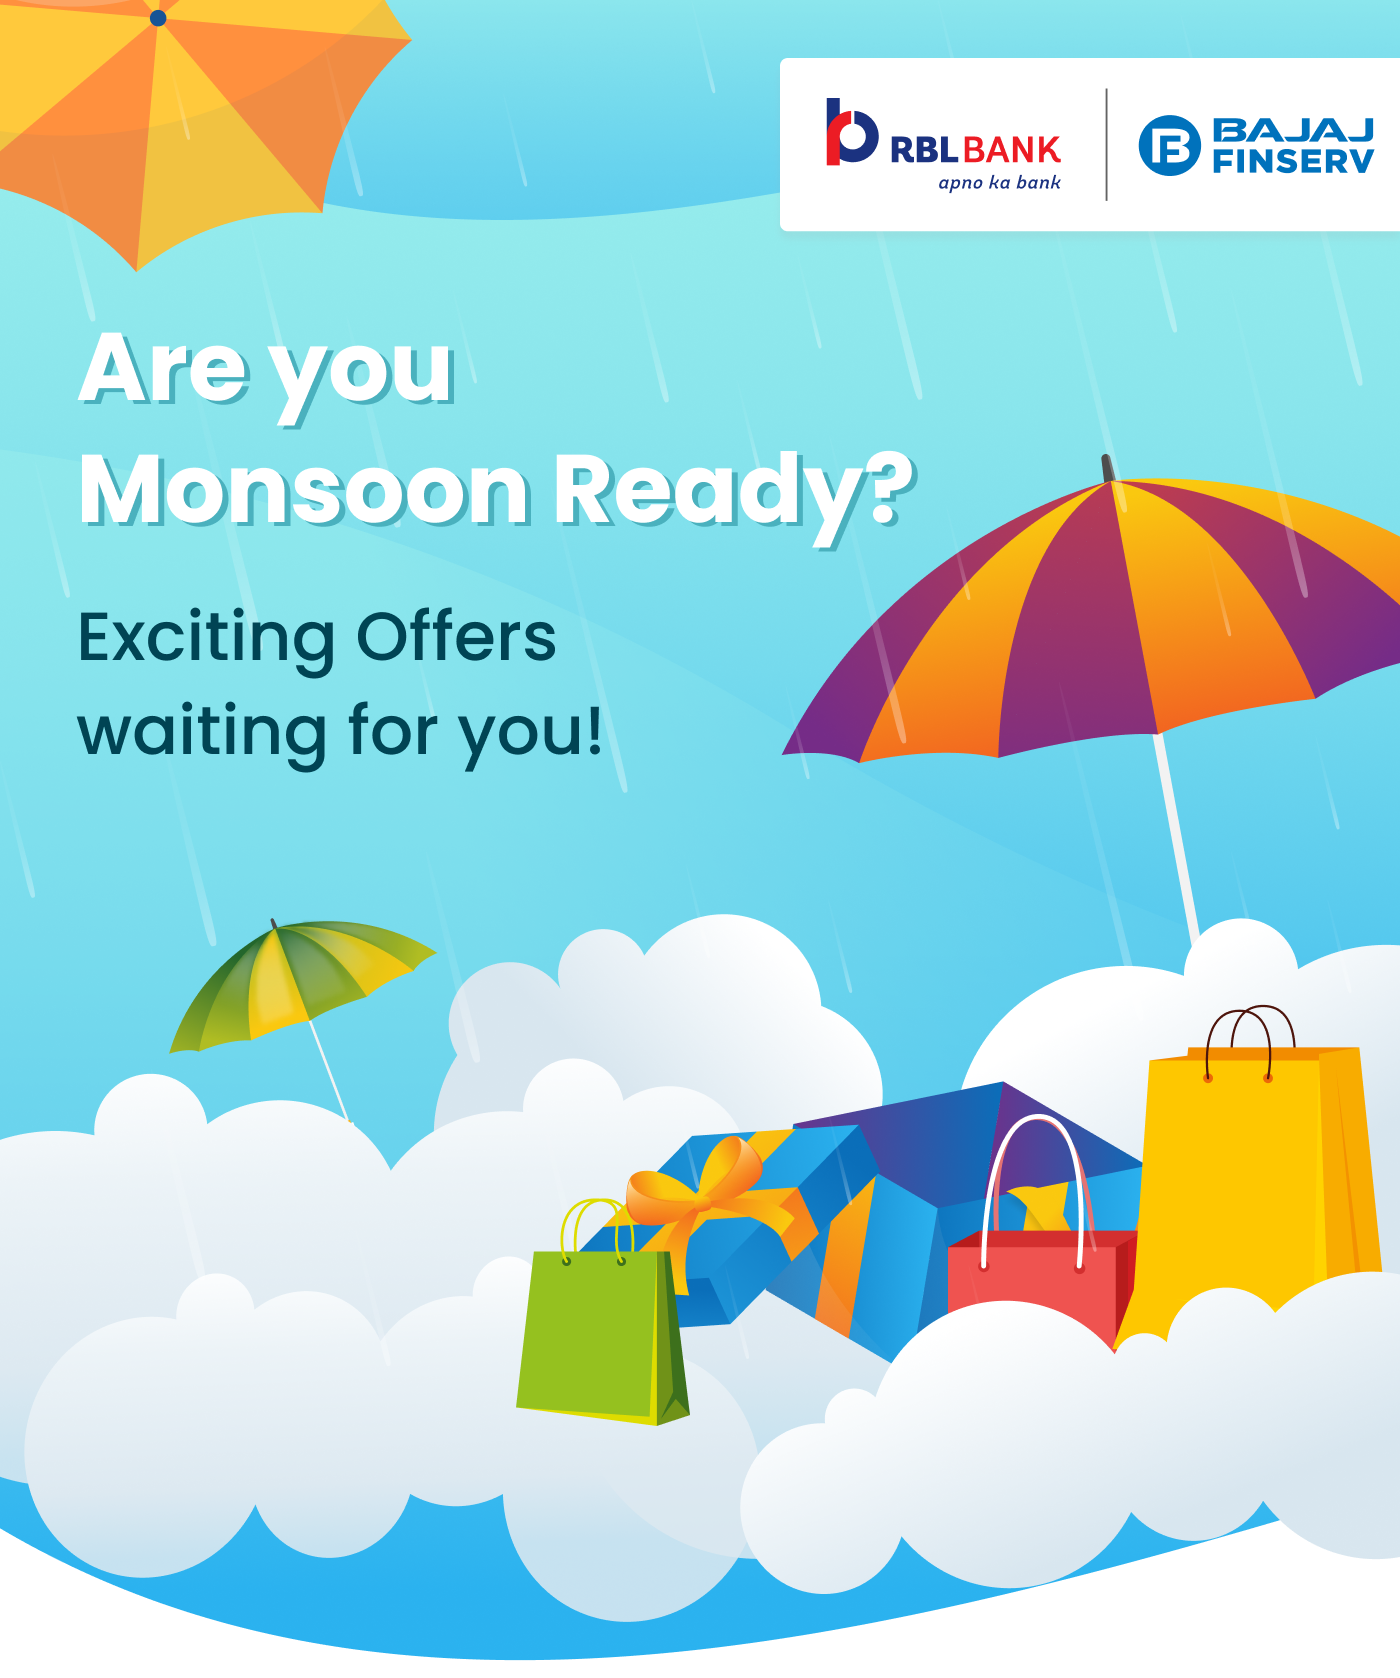 RBL BANK
apno ka bank
BAJAJ
FINSERV
Are you
Monsoon Ready?
Exciting Offers
waiting for you!